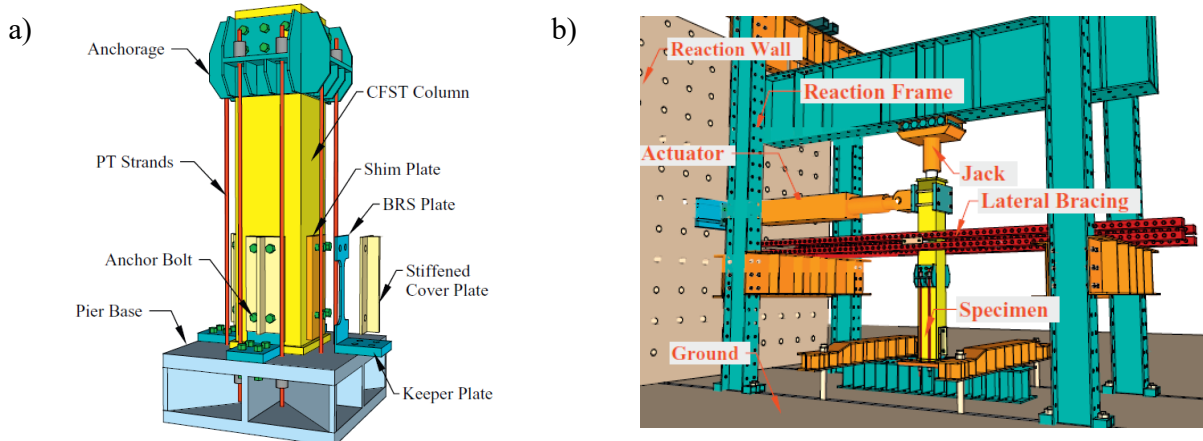 a)
Anchorage
CFST Column
PT Strands
Shim Plate
BRS Plate
Anchor Bolt
Stiffened
Cover Plate
Pier Base
Keeper Plate
b)
Reaction Wall
Reaction Frame
Actuator
Jack
Lateral Bracing
Specimen
Ground